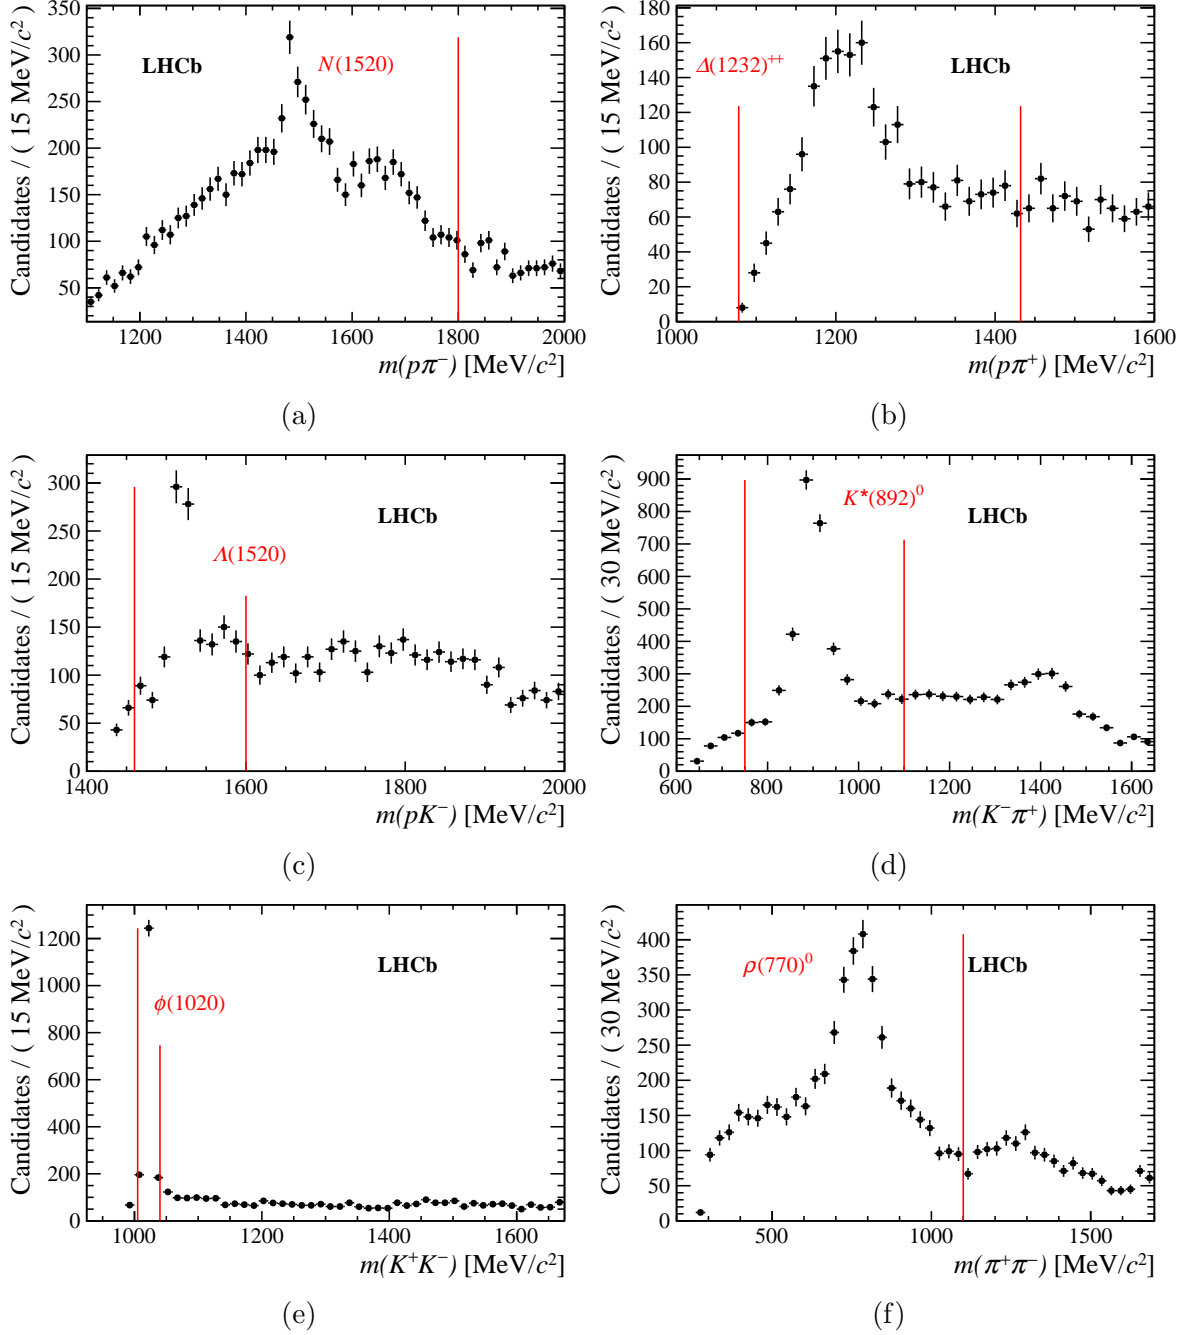 Candidates / ( 15 MeV/c²)
350
300
250
200
150
100
50
LHCb
N(1520)
1200 1400 1600 1800 2000
m(pπ⁻) [MeV/c²]
(a)
Candidates / ( 15 MeV/c²)
180
160
140
120
100
80
60
40
20
0
Δ(1232)⁺⁺
LHCb
1000 1200 1400 1600
m(pπ⁺) [MeV/c²]
(b)
Candidates / ( 15 MeV/c²)
300
250
200
150
100
50
0
LHCb
Λ(1520)
1400 1600 1800 2000
m(pK⁻) [MeV/c²]
(c)
Candidates / ( 30 MeV/c²)
900
800
700
600
500
400
300
200
100
0
K*(892)⁰
LHCb
600 800 1000 1200 1400 1600
m(K⁻π⁺) [MeV/c²]
(d)
Candidates / ( 15 MeV/c²)
1200
1000
800
600
400
200
0
LHCb
ϕ(1020)
1000 1200 1400 1600
m(K⁺K⁻) [MeV/c²]
(e)
Candidates / ( 30 MeV/c²)
400
350
300
250
200
150
100
50
0
ρ(770)⁰
LHCb
500 1000 1500
m(π⁺π⁻) [MeV/c²]
(f)